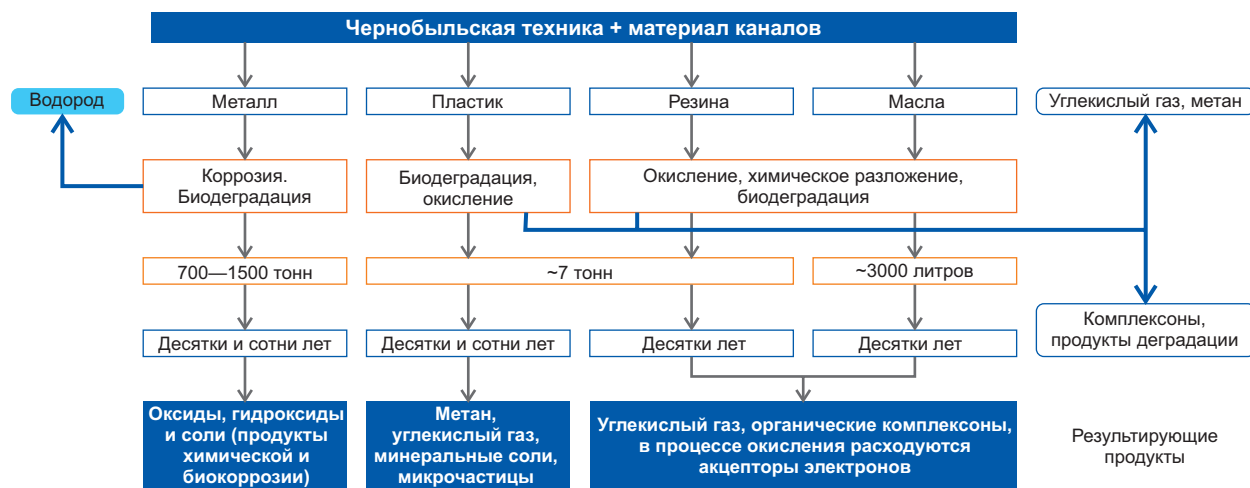 Чернобыльская техника + материал каналов
Водород
Металл
Пластик
Резина
Масла
Углекислый газ, метан
Коррозия.
Биодеградация
Биодеградация,
окисление
Окисление, химическое разложение,
биодеградация
700—1500 тонн
~7 тонн
~3000 литров
Комплексоны,
продукты деградации
Десятки и сотни лет
Десятки и сотни лет
Десятки лет
Десятки лет
Оксиды, гидроксиды
и соли (продукты
химической и
биокоррозии)
Метан,
углекислый газ,
минеральные соли,
микрочастицы
Углекислый газ, органические комплексоны,
в процессе окисления расходуются
акцепторы электронов
Результирующие
продукты